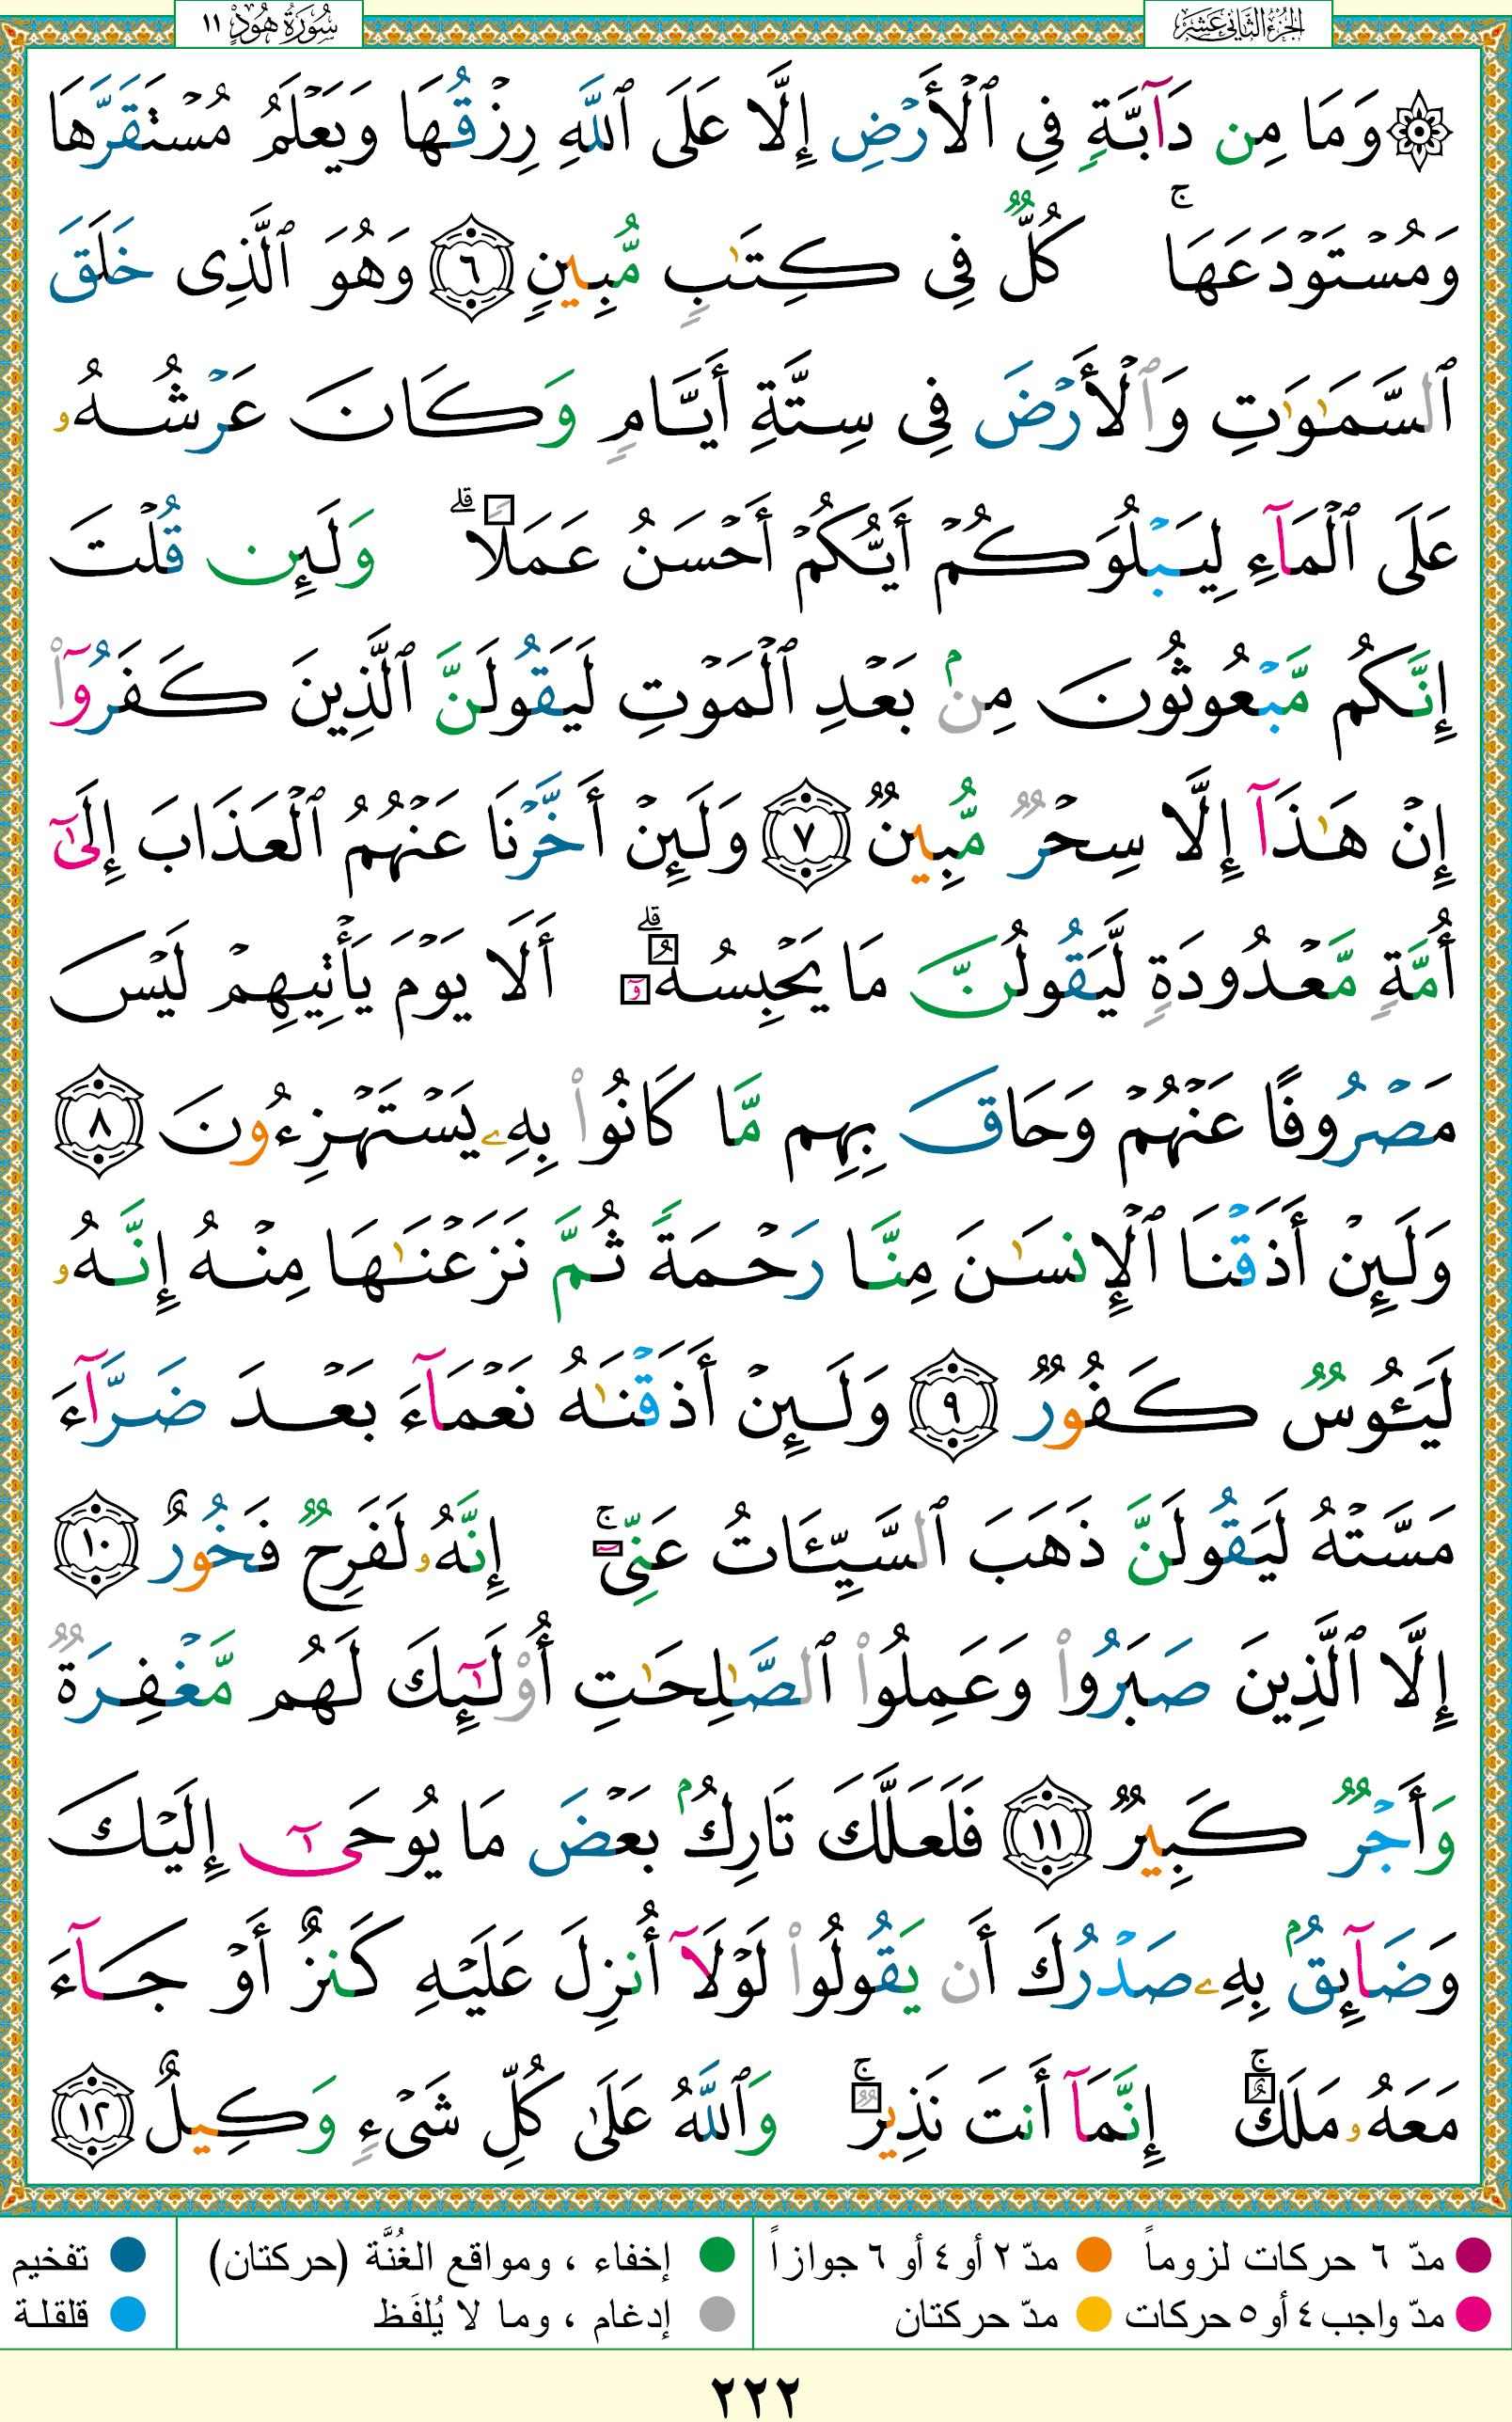 الجزء الثاني عشر
سورة هود ١١
۞ وَمَا مِن دَآبَّةٍ فِي ٱلْأَرْضِ إِلَّا عَلَى ٱللَّهِ رِزْقُهَا وَيَعْلَمُ مُسْتَقَرَّهَا
وَمُسْتَوْدَعَهَا ۚ كُلٌّ فِي كِتَٰبٍ مُّبِينٍ ٦ وَهُوَ ٱلَّذِى خَلَقَ
ٱلسَّمَٰوَٰتِ وَٱلْأَرْضَ فِي سِتَّةِ أَيَّامٍ وَكَانَ عَرْشُهُۥ
عَلَى ٱلْمَآءِ لِيَبْلُوَكُمْ أَيُّكُمْ أَحْسَنُ عَمَلًا ۗ وَلَئِن قُلْتَ
إِنَّكُم مَّبْعُوثُونَ مِنۢ بَعْدِ ٱلْمَوْتِ لَيَقُولَنَّ ٱلَّذِينَ كَفَرُوٓا۟
إِنْ هَٰذَآ إِلَّا سِحْرٌ مُّبِينٌ ٧ وَلَئِنْ أَخَّرْنَا عَنْهُمُ ٱلْعَذَابَ إِلَىٰٓ
أُمَّةٍ مَّعْدُودَةٍ لَّيَقُولُنَّ مَا يَحْبِسُهُۥٓ ۗ أَلَا يَوْمَ يَأْتِيهِمْ لَيْسَ
مَصْرُوفًا عَنْهُمْ وَحَاقَ بِهِم مَّا كَانُوا۟ بِهِۦ يَسْتَهْزِءُونَ ٨
وَلَئِنْ أَذَقْنَا ٱلْإِنسَٰنَ مِنَّا رَحْمَةً ثُمَّ نَزَعْنَٰهَا مِنْهُ إِنَّهُۥ
لَيَـُٔوسٌ كَفُورٌ ٩ وَلَئِنْ أَذَقْنَٰهُ نَعْمَآءَ بَعْدَ ضَرَّآءَ
مَسَّتْهُ لَيَقُولَنَّ ذَهَبَ ٱلسَّيِّـَٔاتُ عَنِّىٓ ۚ إِنَّهُۥ لَفَرِحٌ فَخُورٌ ١٠
إِلَّا ٱلَّذِينَ صَبَرُوا۟ وَعَمِلُوا۟ ٱلصَّٰلِحَٰتِ أُو۟لَٰٓئِكَ لَهُم مَّغْفِرَةٌ
وَأَجْرٌ كَبِيرٌ ١١ فَلَعَلَّكَ تَارِكٌۢ بَعْضَ مَا يُوحَىٰٓ إِلَيْكَ
وَضَآئِقٌۢ بِهِۦ صَدْرُكَ أَن يَقُولُوا۟ لَوْلَآ أُنزِلَ عَلَيْهِ كَنزٌ أَوْ جَآءَ
مَعَهُۥ مَلَكٌ ۚ إِنَّمَآ أَنتَ نَذِيرٌ ۚ وَٱللَّهُ عَلَىٰ كُلِّ شَىْءٍ وَكِيلٌ ١٢
مدّ ٦ حركات لزوماً مدّ ٢ أو ٤ أو ٦ جوازاً إخفاء ، ومواقع الغُنَّة (حركتان) تفخيم
مدّ واجب ٤ أو ٥ حركات مدّ حركتان إدغام ، وما لا يُلفَظ قلقلة
٢٢٢